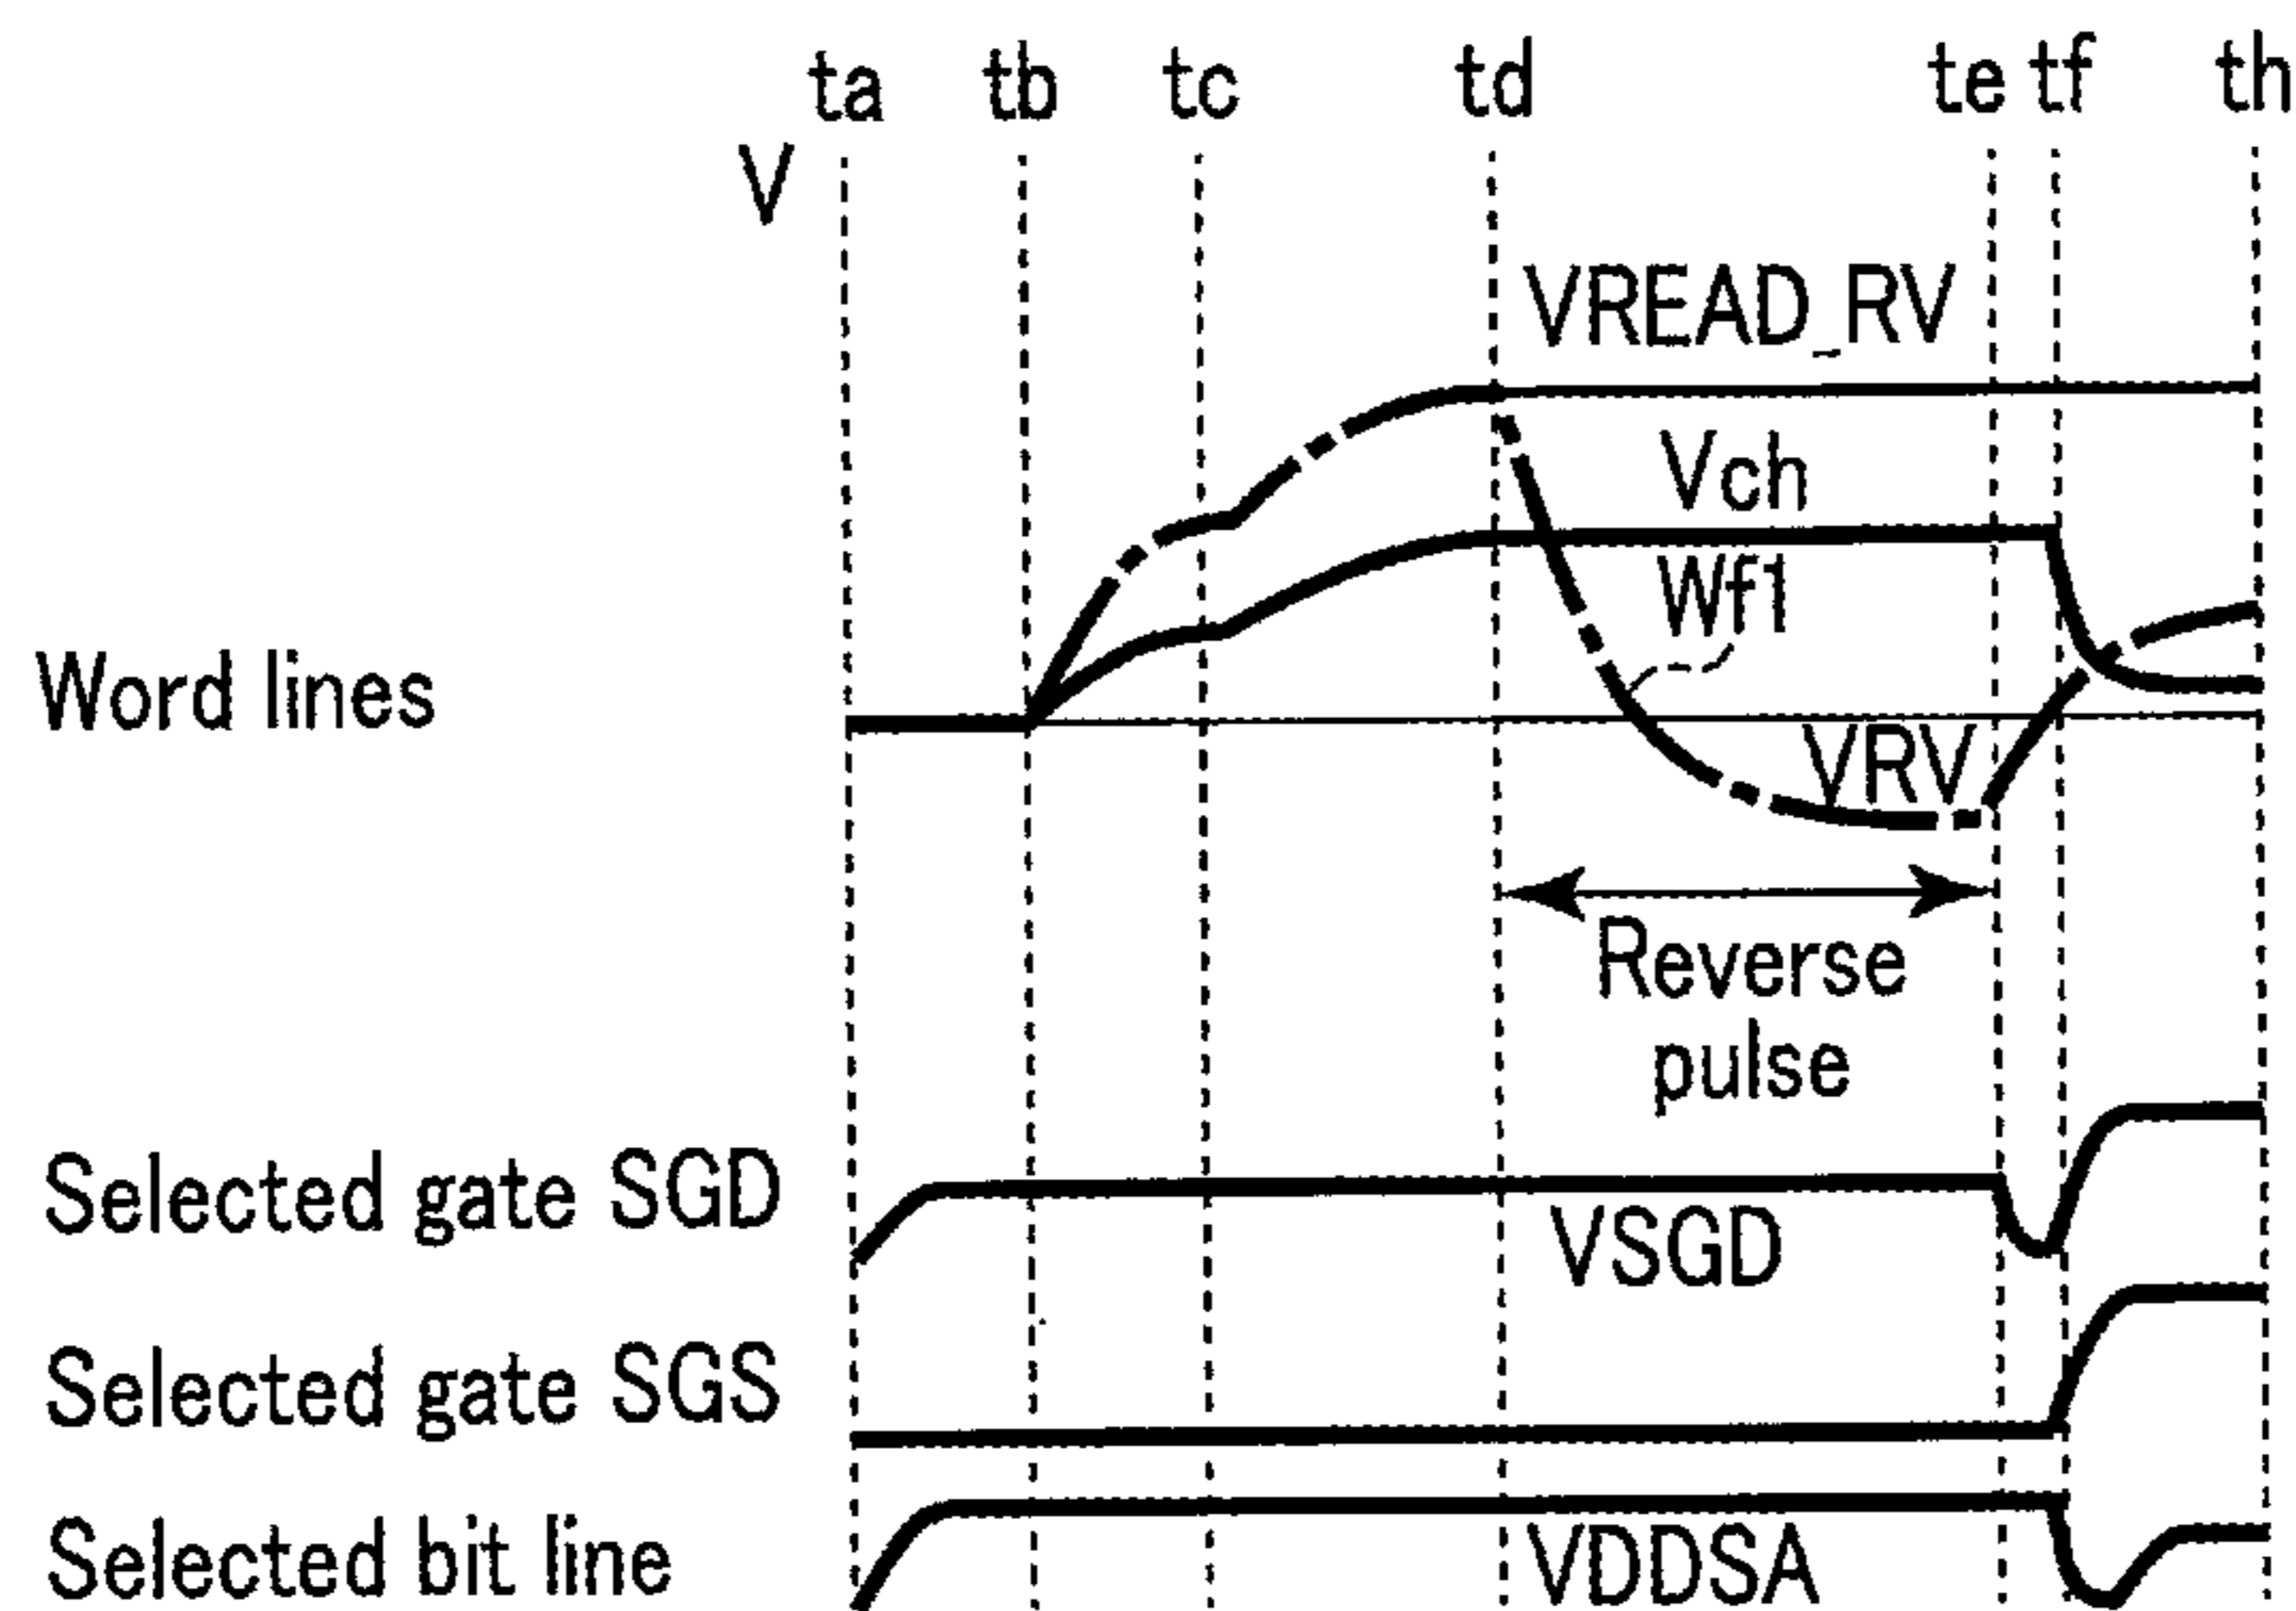 ta tb tc td te tf th
V
VREAD_RV
Vch
Wf1
Word lines
VRV
Reverse
pulse
Selected gate SGD
VSGD
Selected gate SGS
Selected bit line
VDDSA